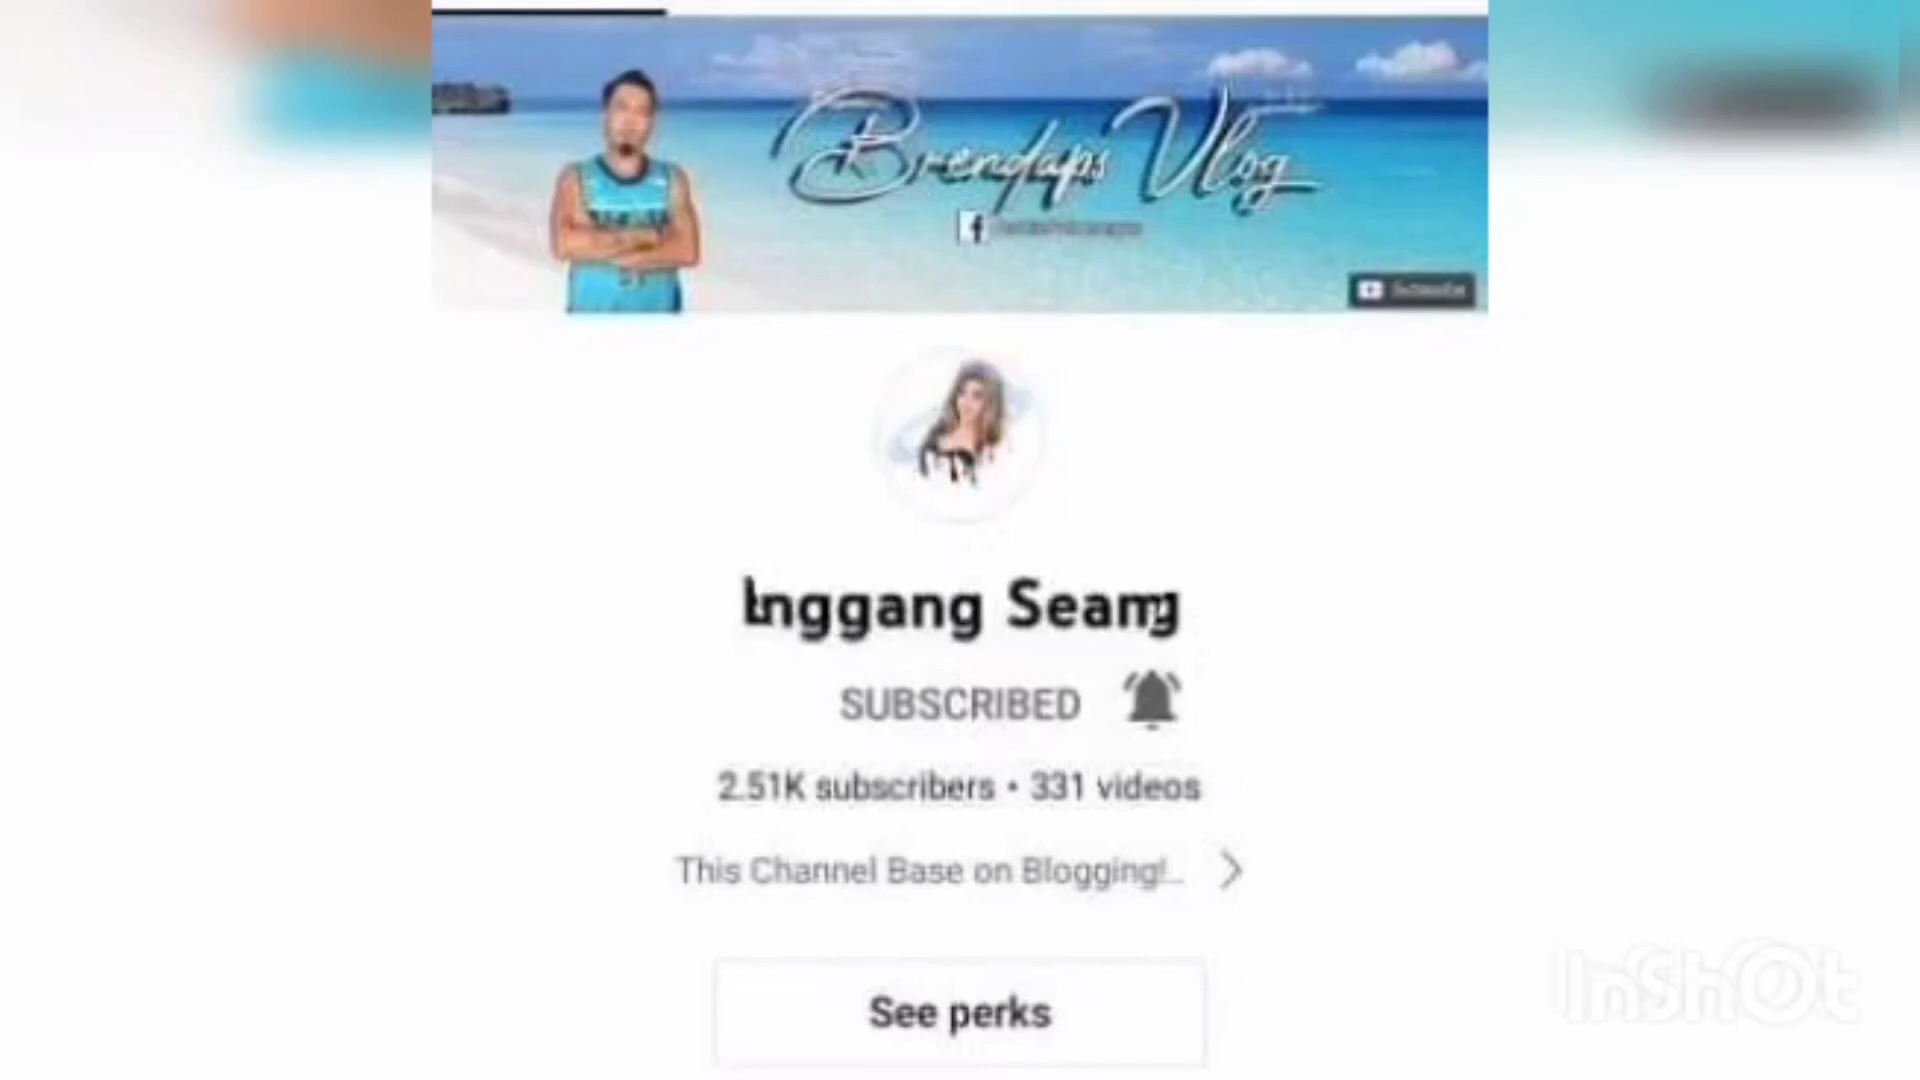 Brendaps Vlog
SUBSCRIBED
2.51K subscribers • 331 videos
This Channel Base on Blogging!...
See perks
InShOt